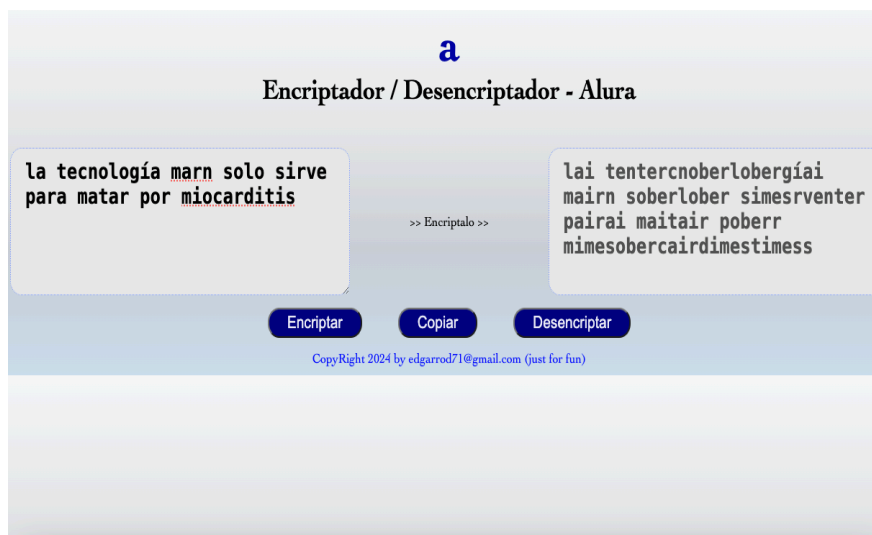 a
Encriptador / Desencriptador - Alura
la tecnología marn solo sirve
para matar por miocarditis
>> Encriptalo >>
lai tentercnoberlobergíai
mairn soberlober simesrventer
pairai maitair poberr
mimesobercairdimestimess
Encriptar
Copiar
Desencriptar
CopyRight 2024 by edgarrod71@gmail.com (just for fun)